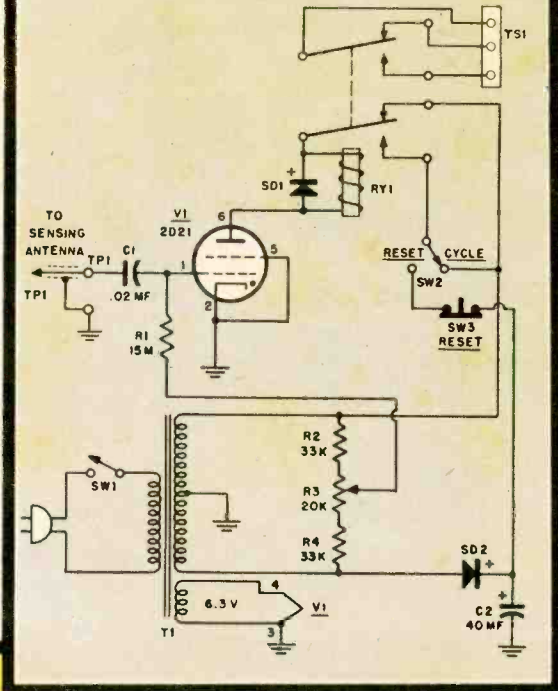 TS1
+
SD1
RY1
V1
2D21
6
5
1
2
TO
SENSING
ANTENNA
TP1
C1
.02 MF
TP1
R1
15M
RESET
CYCLE
SW2
SW3
RESET
R2
33K
R3
20K
R4
33K
SW1
SD2
+
+
C2
40 MF
6.3 V
4
V1
3
T1